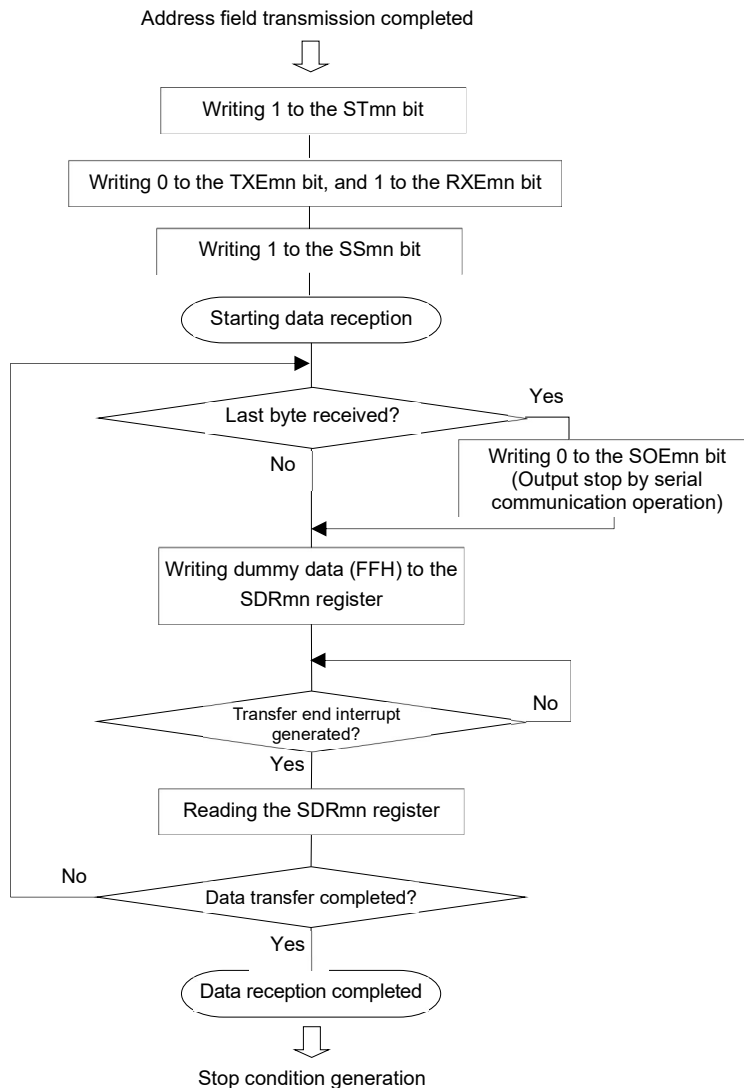 Address field transmission completed
Writing 1 to the STmn bit
Writing 0 to the TXEmn bit, and 1 to the RXEmn bit
Writing 1 to the SSmn bit
Starting data reception
Last byte received?
Yes
No
Writing 0 to the SOEmn bit
(Output stop by serial
communication operation)
Writing dummy data (FFH) to the
SDRmn register
Transfer end interrupt
generated?
No
Yes
Reading the SDRmn register
No
Data transfer completed?
Yes
Data reception completed
Stop condition generation